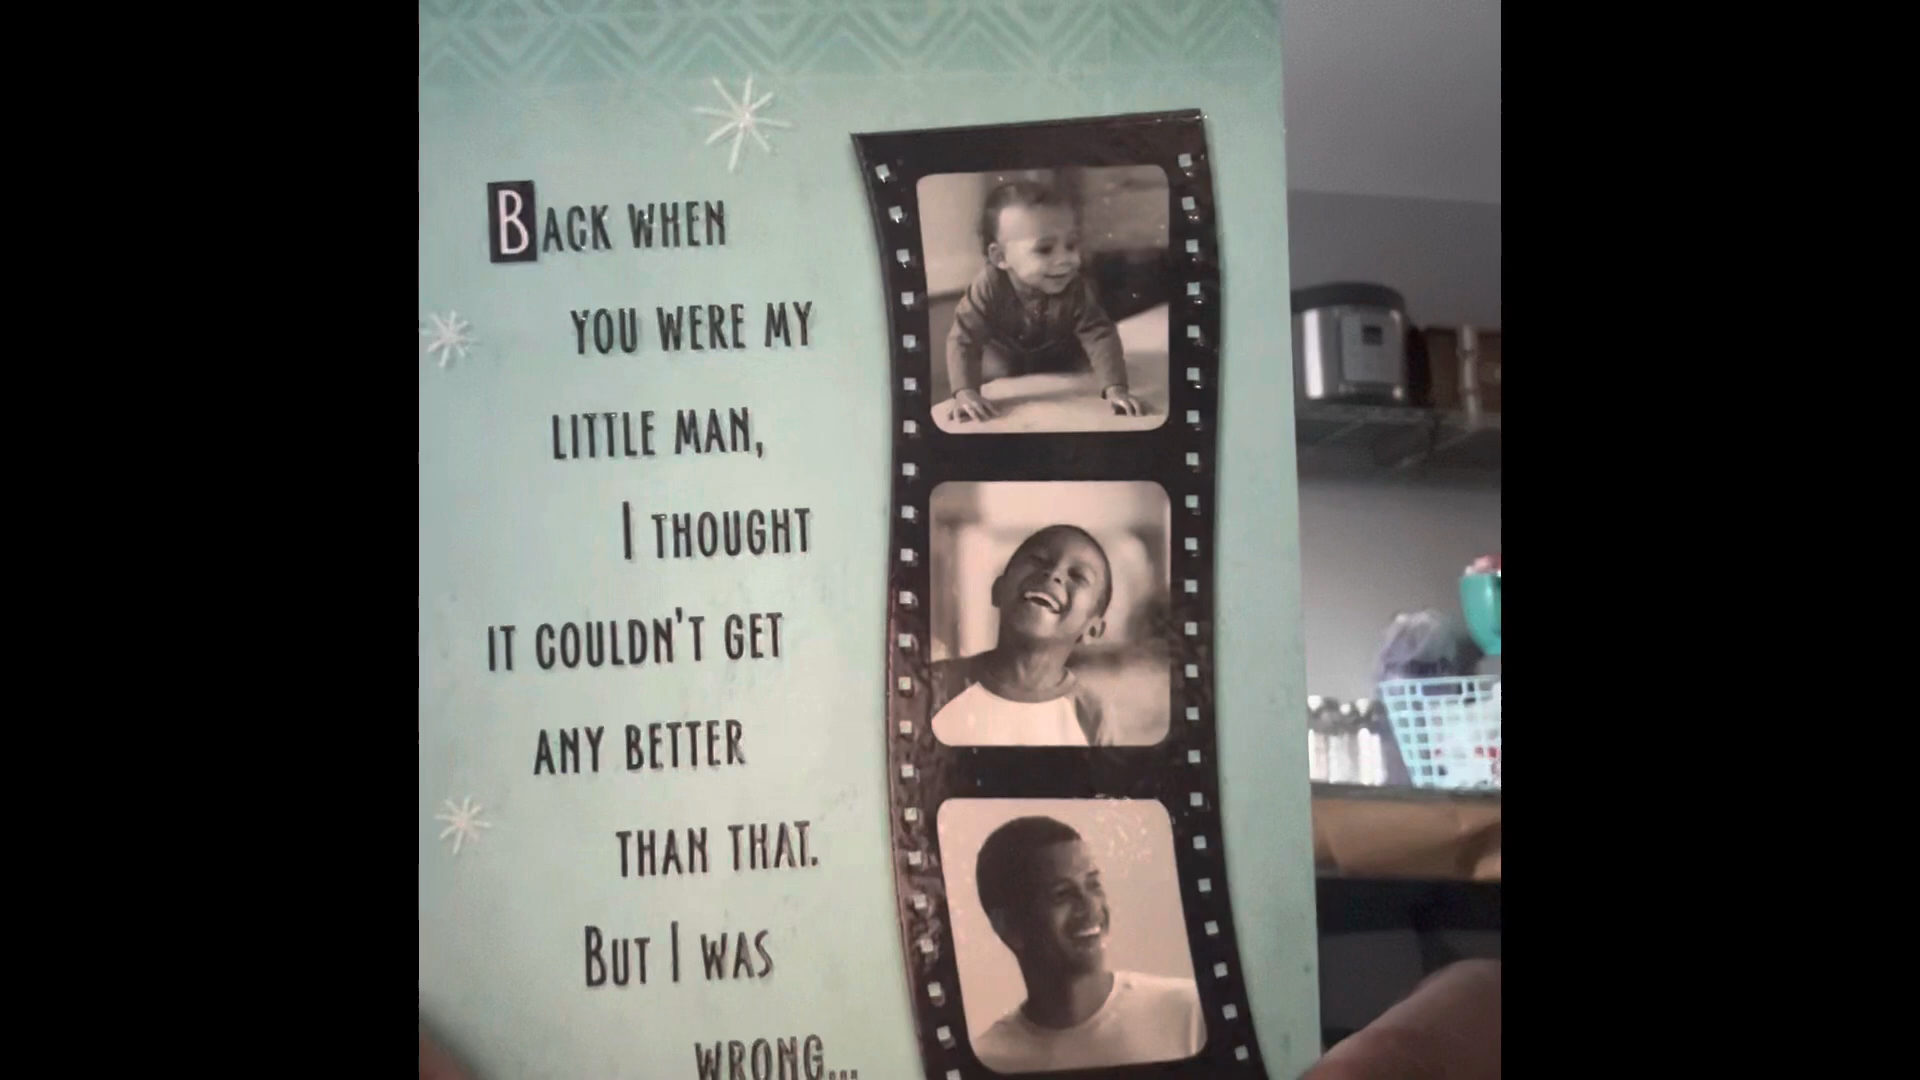 BACK WHEN
YOU WERE MY
LITTLE MAN,
I THOUGHT
IT COULDN'T GET
ANY BETTER
THAN THAT.
BUT I WAS
WRONG...